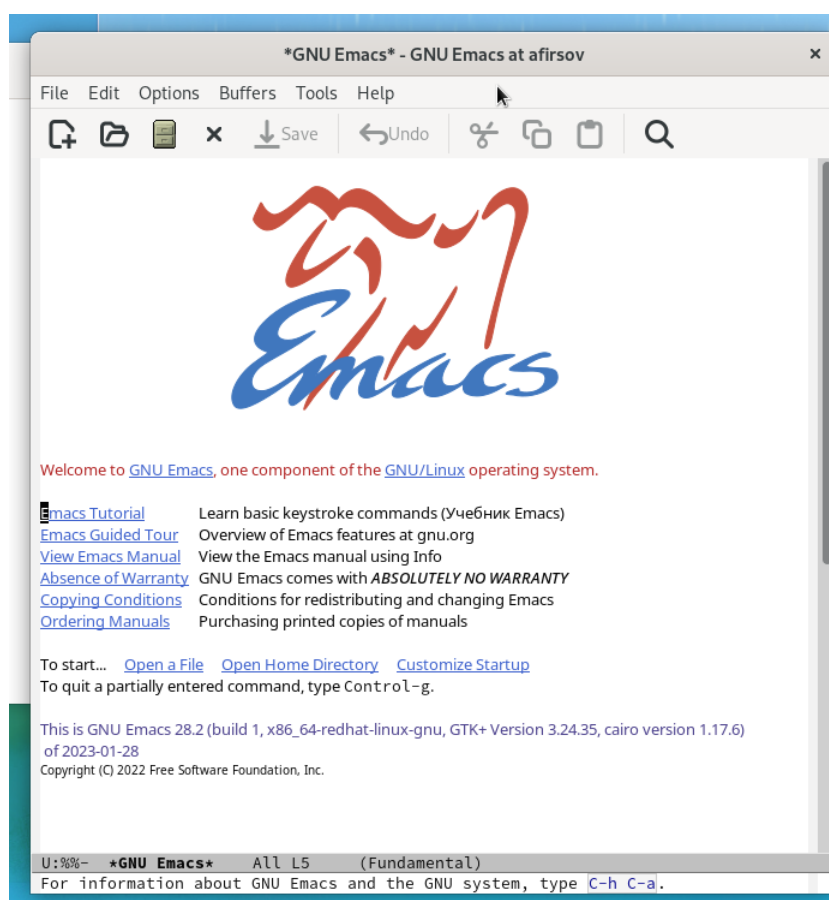 *GNU Emacs* - GNU Emacs at afirsov
File Edit Options Buffers Tools Help
Save Undo
Emacs
Welcome to GNU Emacs, one component of the GNU/Linux operating system.
Emacs Tutorial Learn basic keystroke commands (Учебник Emacs)
Emacs Guided Tour Overview of Emacs features at gnu.org
View Emacs Manual View the Emacs manual using Info
Absence of Warranty GNU Emacs comes with ABSOLUTELY NO WARRANTY
Copying Conditions Conditions for redistributing and changing Emacs
Ordering Manuals Purchasing printed copies of manuals
To start... Open a File Open Home Directory Customize Startup
To quit a partially entered command, type Control-g.
This is GNU Emacs 28.2 (build 1, x86_64-redhat-linux-gnu, GTK+ Version 3.24.35, cairo version 1.17.6)
of 2023-01-28
Copyright (C) 2022 Free Software Foundation, Inc.
U:%%- *GNU Emacs* All L5 (Fundamental)
For information about GNU Emacs and the GNU system, type C-h C-a.